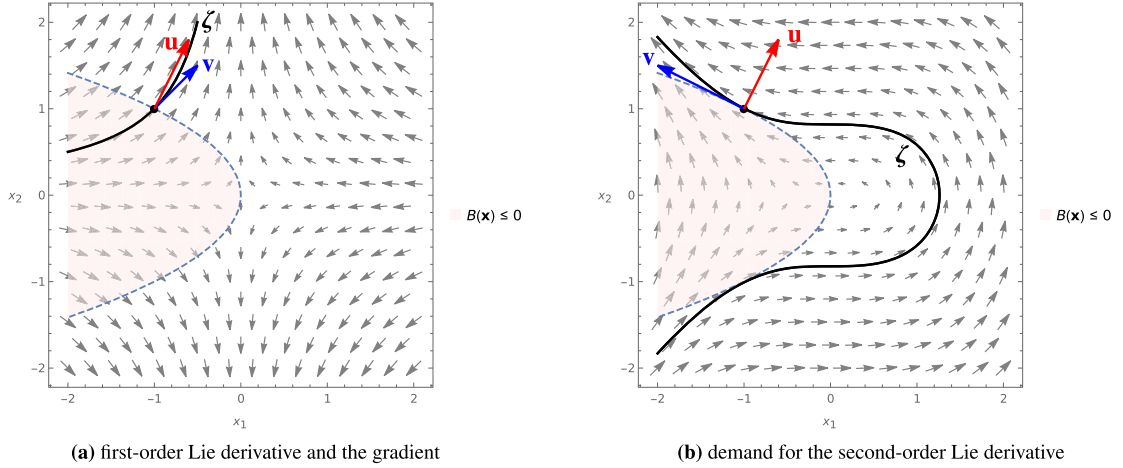 2
1
0
−1
−2
x2
−2
−1
0
1
2
x1
u
v
ζ
B(x) ≤ 0
(a) first-order Lie derivative and the gradient
2
1
0
−1
−2
x2
−2
−1
0
1
2
x1
v
u
ζ
B(x) ≤ 0
(b) demand for the second-order Lie derivative